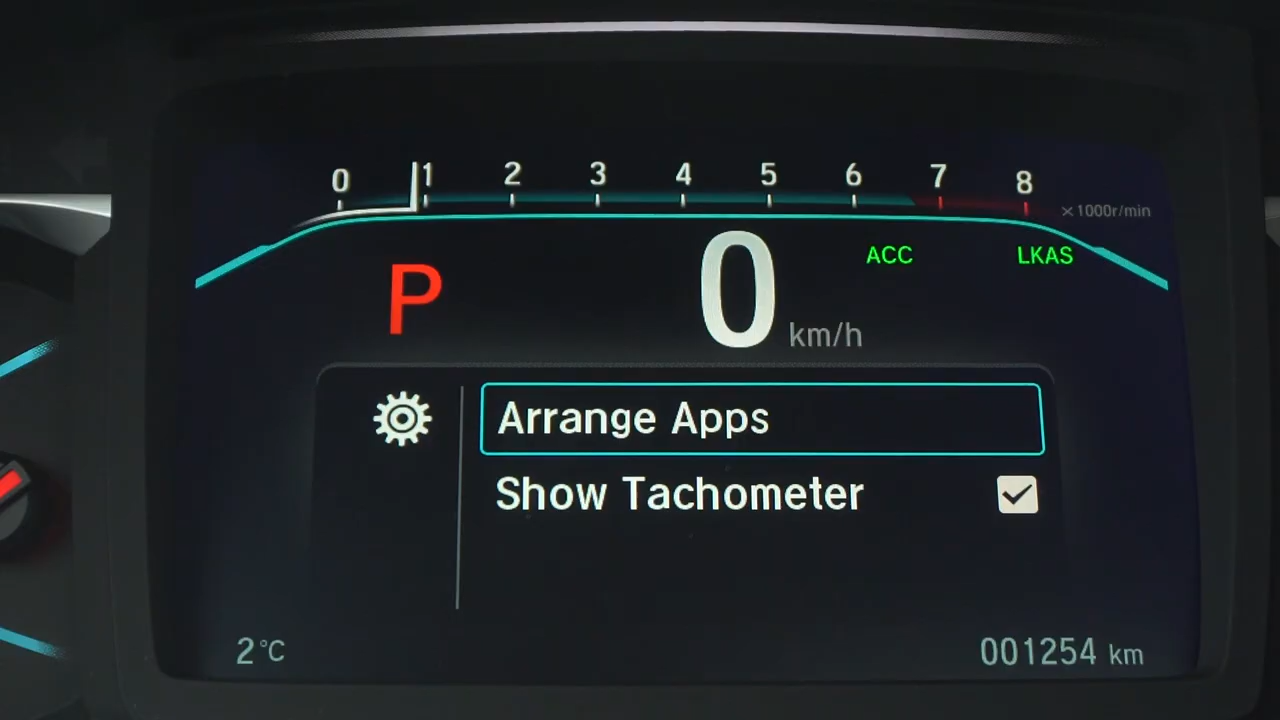 0 1 2 3 4 5 6 7 8
×1000r/min
P 0 km/h ACC LKAS
Arrange Apps
Show Tachometer
2°C 001254 km